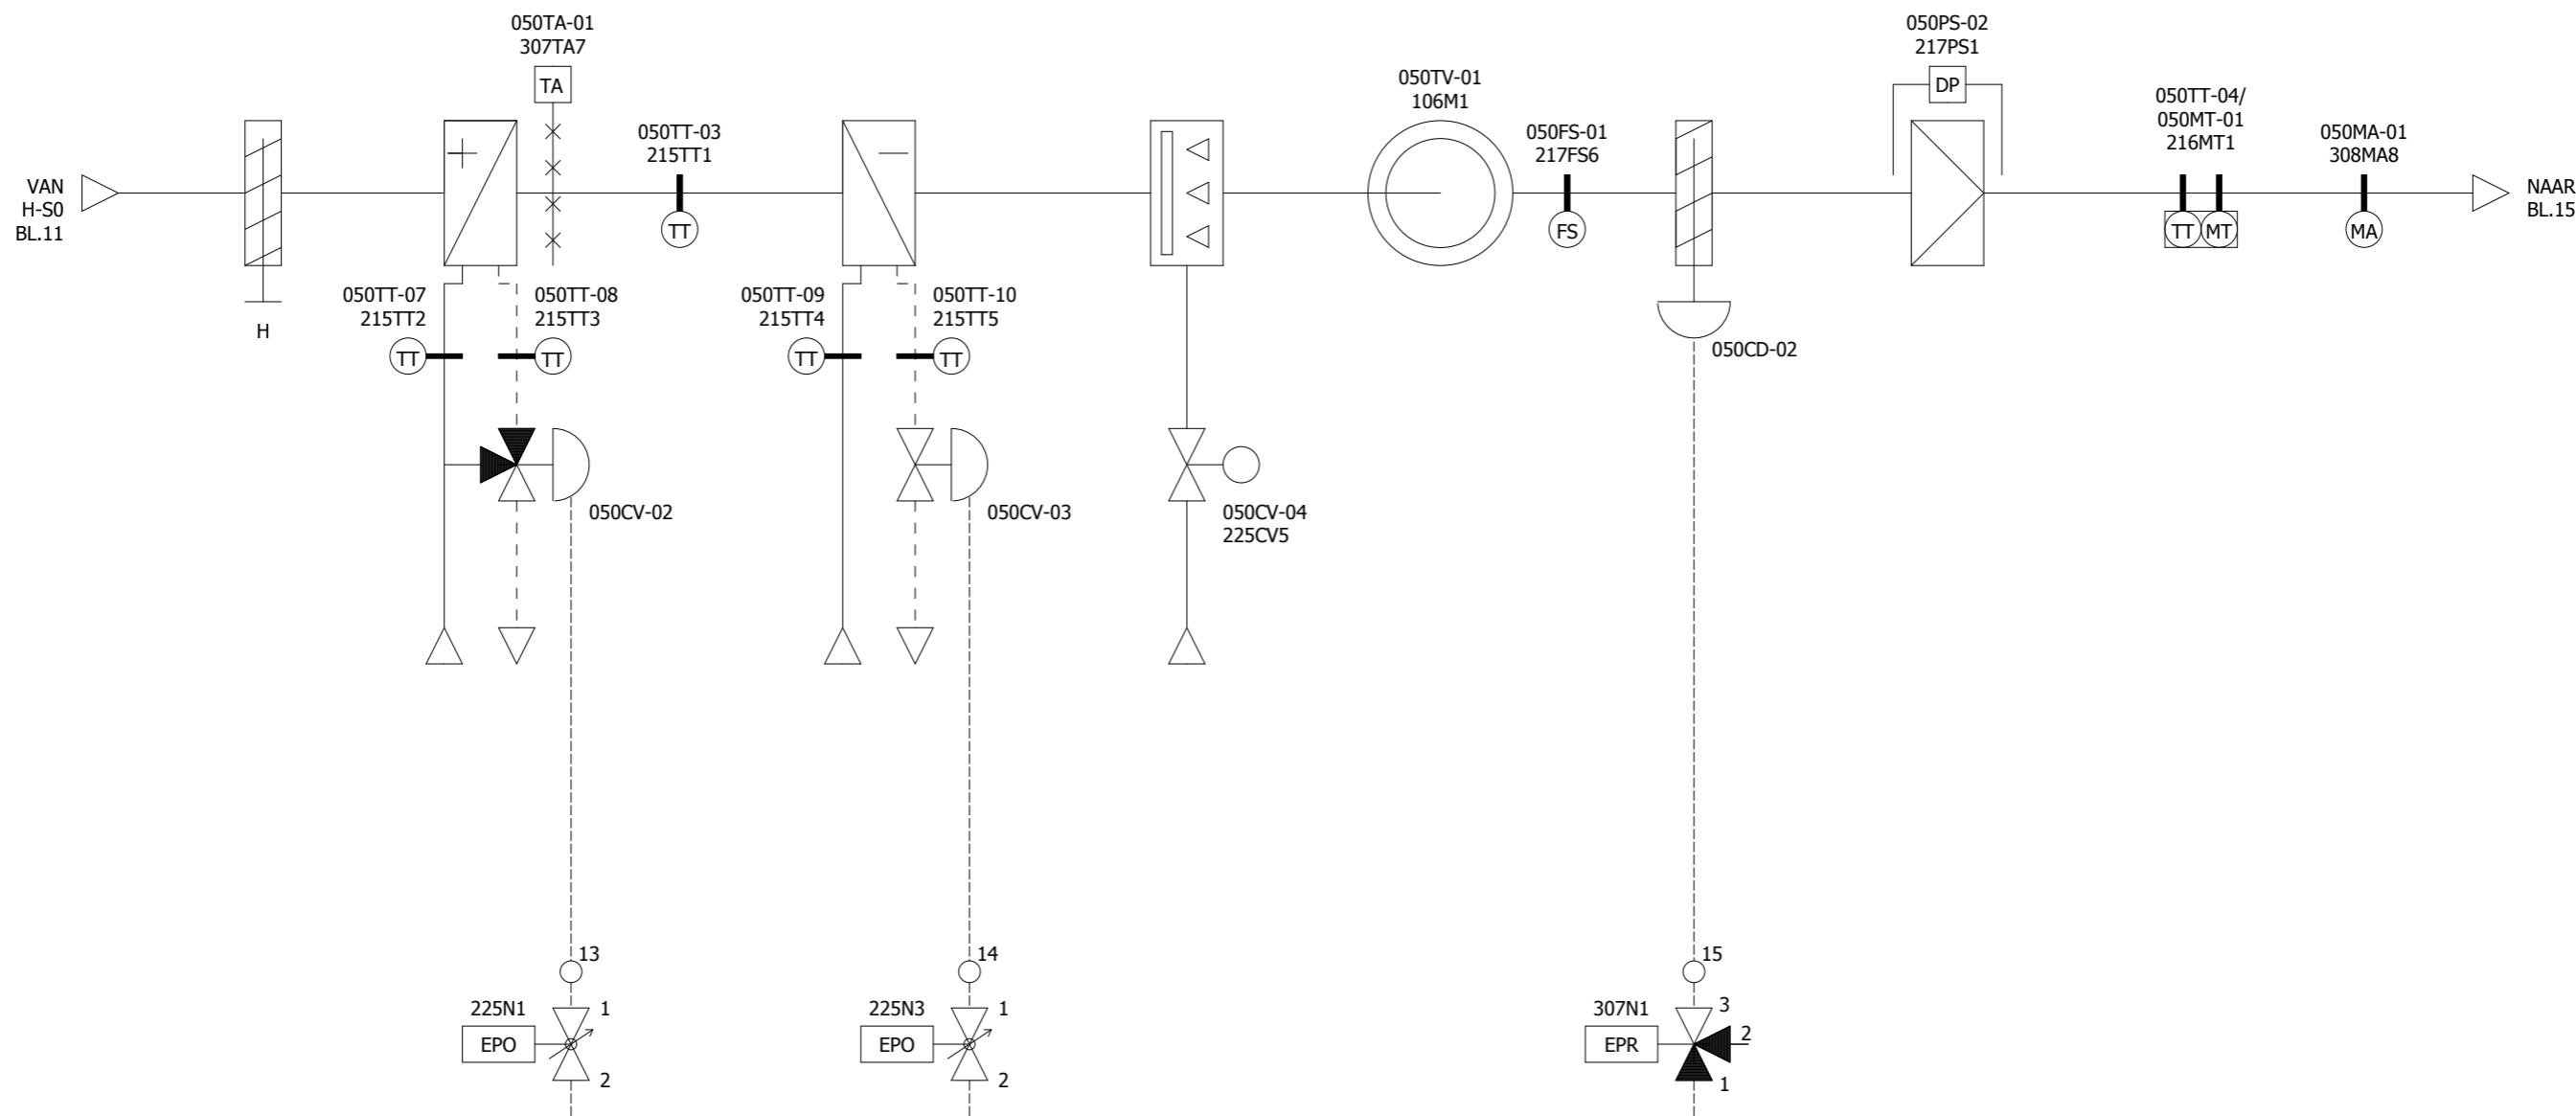 050TA-01
307TA7
TA
050PS-02
217PS1
DP
050TV-01
106M1
050TT-04/
050MT-01
216MT1
050TT-03
215TT1
050FS-01
217FS6
050MA-01
308MA8
VAN
H-S0
BL.11
NAAR
BL.15
TT
FS
TT
MT
MA
H
050TT-07
215TT2
050TT-08
215TT3
050TT-09
215TT4
050TT-10
215TT5
TT
TT
TT
TT
050CD-02
050CV-02
050CV-03
050CV-04
225CV5
13
14
15
225N1
1
EPO
2
225N3
1
EPO
2
307N1
3
EPR
2
1